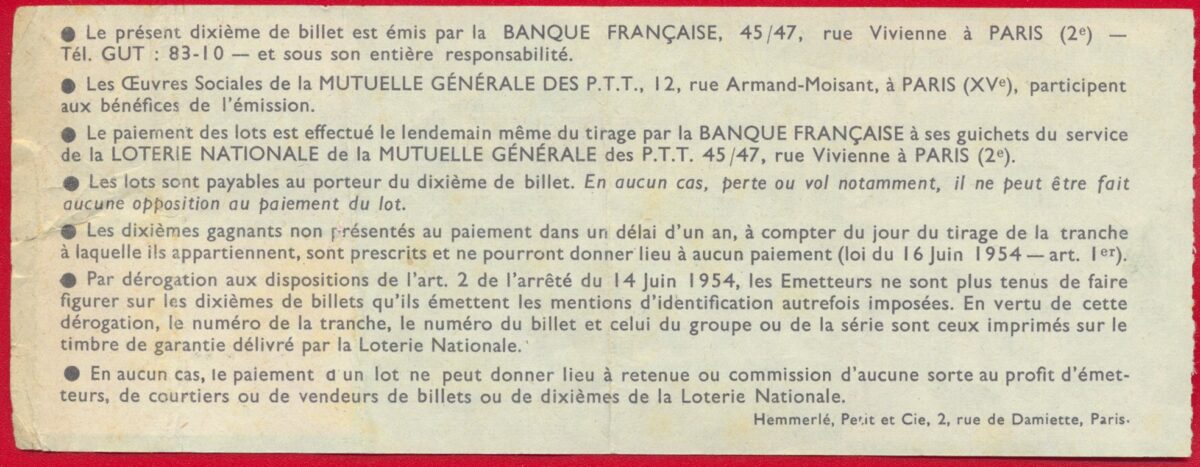 ● Le présent dixième de billet est émis par la BANQUE FRANÇAISE, 45/47, rue Vivienne à PARIS (2e) —
Tél. GUT : 83-10 — et sous son entière responsabilité.
● Les Œuvres Sociales de la MUTUELLE GÉNÉRALE DES P.T.T., 12, rue Armand-Moisant, à PARIS (XVe), participent
aux bénéfices de l'émission.
● Le paiement des lots est effectué le lendemain même du tirage par la BANQUE FRANÇAISE à ses guichets du service
de la LOTERIE NATIONALE de la MUTUELLE GÉNÉRALE des P.T.T. 45/47, rue Vivienne à PARIS (2e).
● Les lots sont payables au porteur du dixième de billet. En aucun cas, perte ou vol notamment, il ne peut être fait
aucune opposition au paiement du lot.
● Les dixièmes gagnants non présentés au paiement dans un délai d'un an, à compter du jour du tirage de la tranche
à laquelle ils appartiennent, sont prescrits et ne pourront donner lieu à aucun paiement (loi du 16 Juin 1954 — art. 1er).
● Par dérogation aux dispositions de l'art. 2 de l'arrêté du 14 Juin 1954, les Emetteurs ne sont plus tenus de faire
figurer sur les dixièmes de billets qu'ils émettent les mentions d'identification autrefois imposées. En vertu de cette
dérogation, le numéro de la tranche, le numéro du billet et celui du groupe ou de la série sont ceux imprimés sur le
timbre de garantie délivré par la Loterie Nationale.
● En aucun cas, le paiement d'un lot ne peut donner lieu à retenue ou commission d'aucune sorte au profit d'émet-
teurs, de courtiers ou de vendeurs de billets ou de dixièmes de la Loterie Nationale.
Hemmerlé, Petit et Cie, 2, rue de Damiette, Paris.